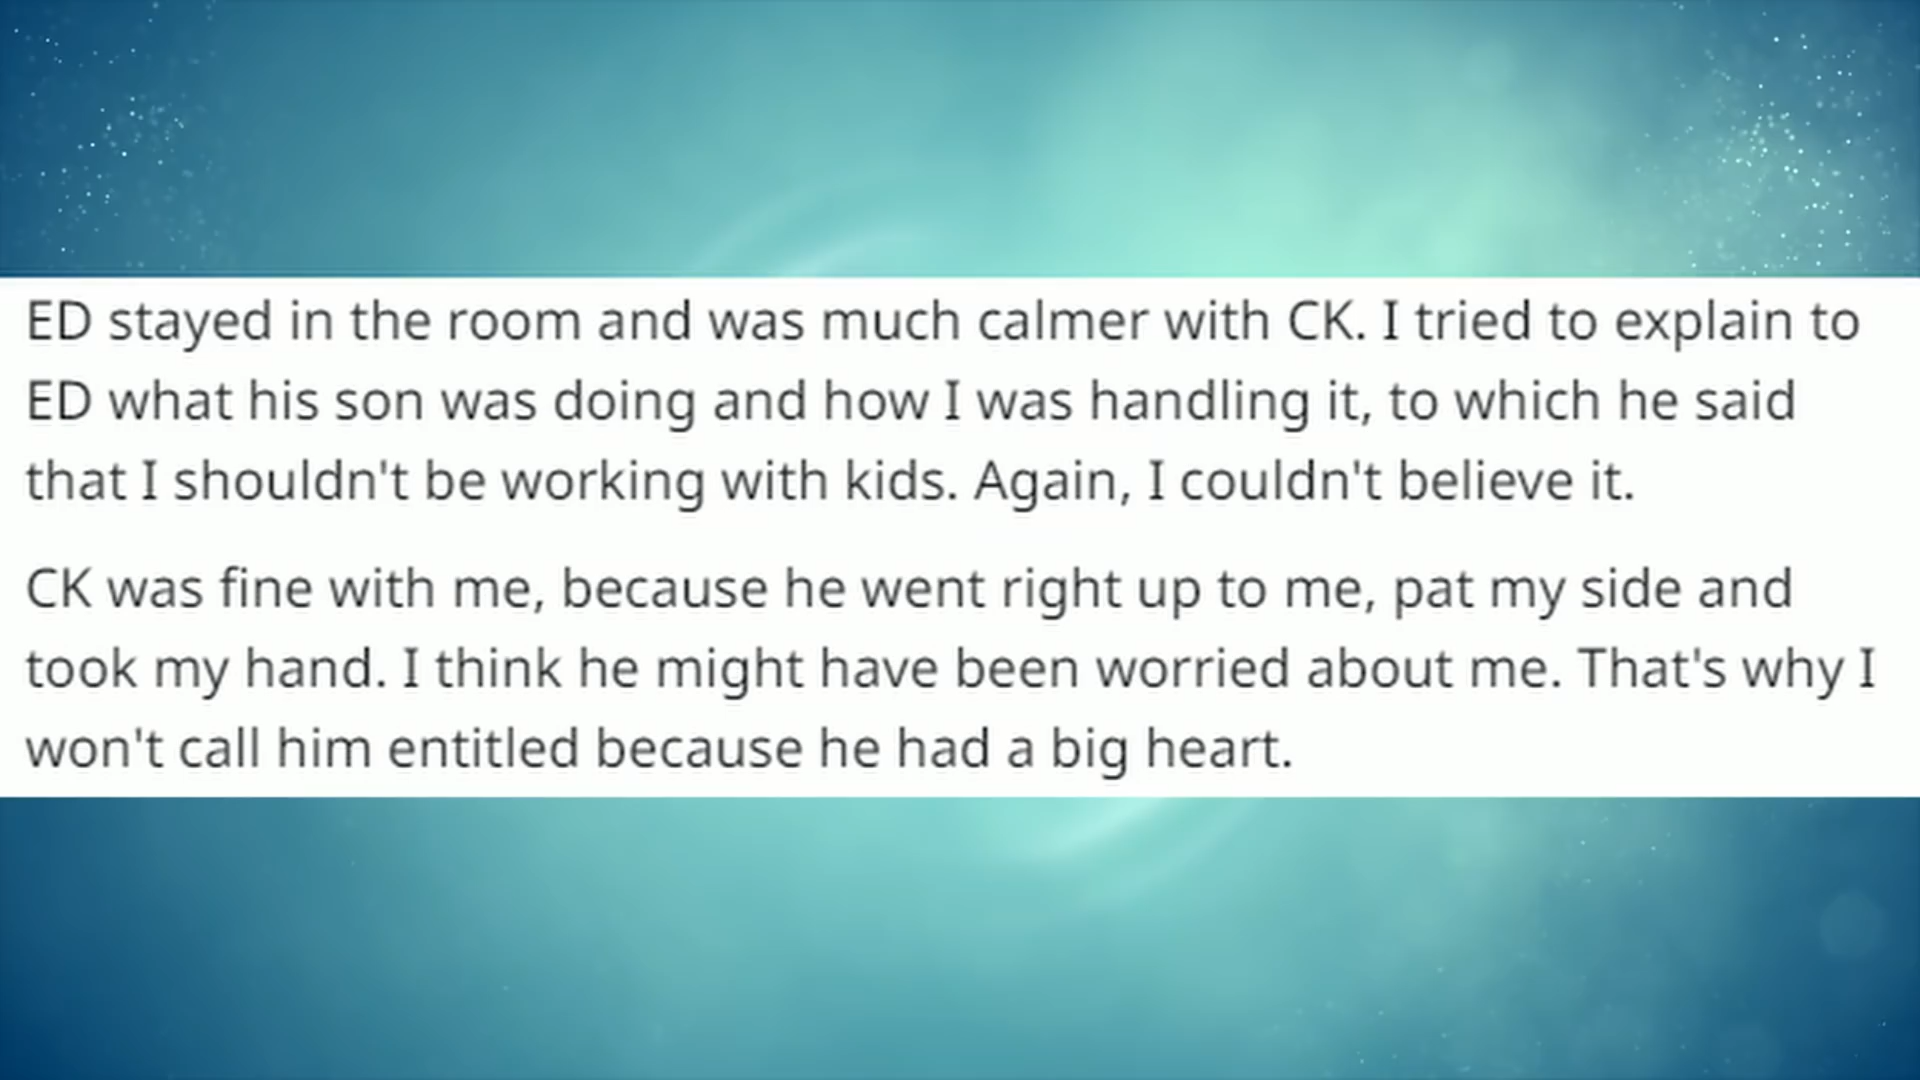 ED stayed in the room and was much calmer with CK. I tried to explain to
ED what his son was doing and how I was handling it, to which he said
that I shouldn't be working with kids. Again, I couldn't believe it.
CK was fine with me, because he went right up to me, pat my side and
took my hand. I think he might have been worried about me. That's why I
won't call him entitled because he had a big heart.